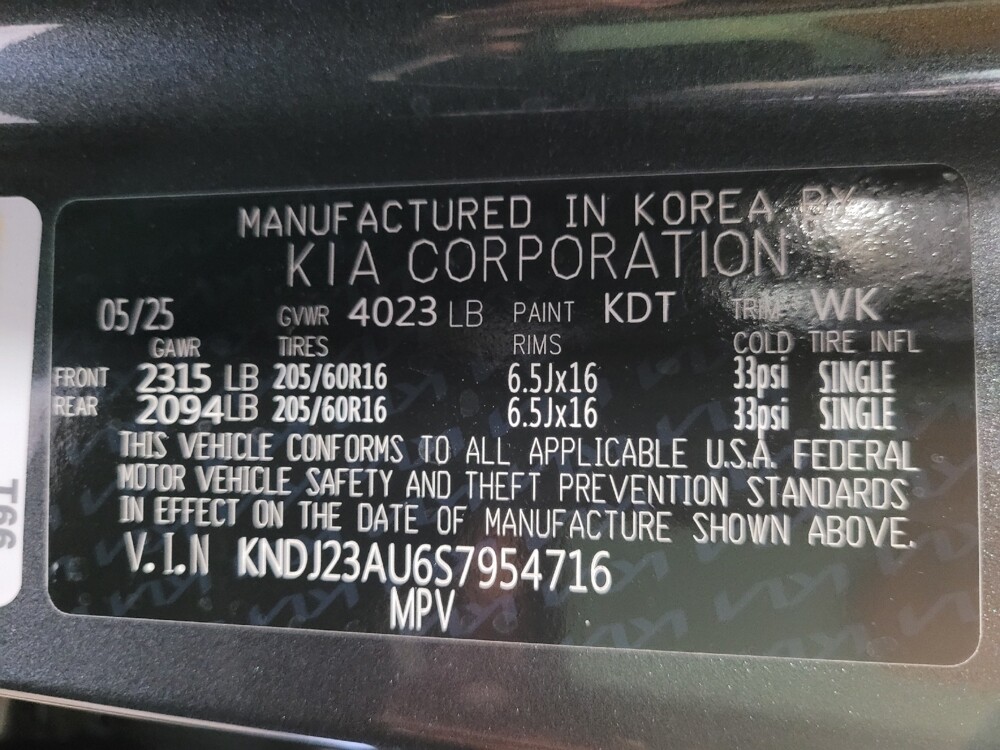 MANUFACTURED IN KOREA BY
KIA CORPORATION
05/25 GVWR 4023 LB PAINT KDT TRIM WK
GAWR TIRES RIMS COLD TIRE INFL
FRONT 2315 LB 205/60R16 6.5Jx16 33psi SINGLE
REAR 2094LB 205/60R16 6.5Jx16 33psi SINGLE
THIS VEHICLE CONFORMS TO ALL APPLICABLE U.S.A. FEDERAL
MOTOR VEHICLE SAFETY AND THEFT PREVENTION STANDARDS
IN EFFECT ON THE DATE OF MANUFACTURE SHOWN ABOVE.
V.I.N KNDJ23AU6S7954716
MPV